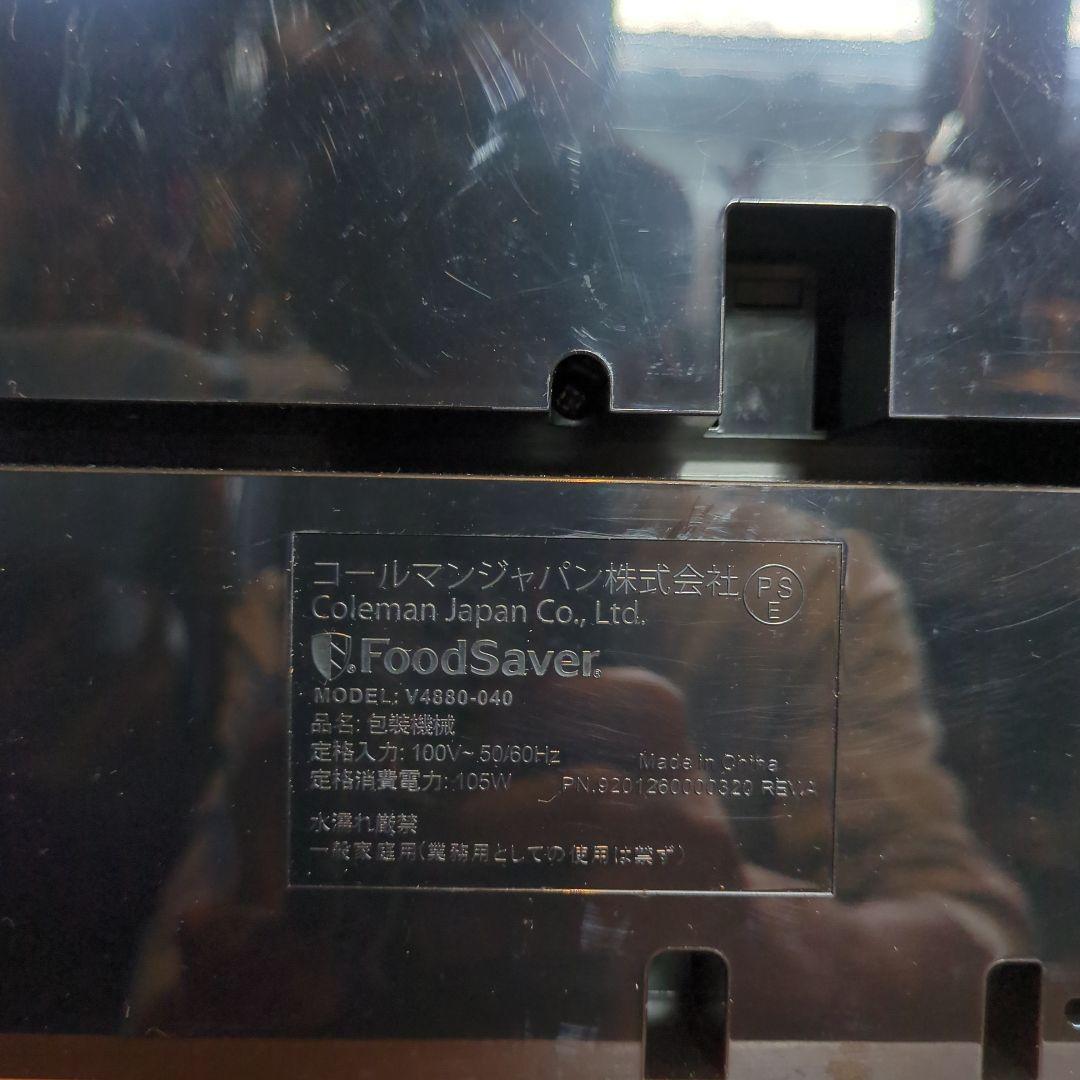 コールマンジャパン株式会社
PS
E
Coleman Japan Co., Ltd.
FoodSaver®
MODEL: V4880-040
品名: 包装機械
定格入力: 100V~ 50/60Hz
定格消費電力: 105W
Made in China
PN.9201260000320 REV.A
水濡れ厳禁
一般家庭用(業務用としての使用は禁ず)